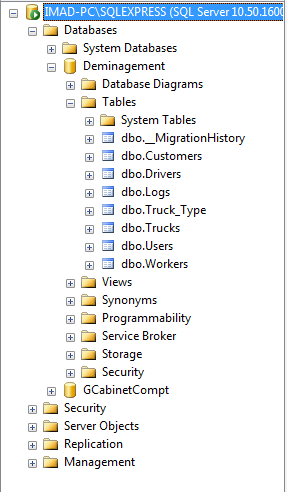 IMAD-PC\SQLEXPRESS (SQL Server 10.50.1600
Databases
System Databases
Deminagement
Database Diagrams
Tables
System Tables
dbo.__MigrationHistory
dbo.Customers
dbo.Drivers
dbo.Logs
dbo.Truck_Type
dbo.Trucks
dbo.Users
dbo.Workers
Views
Synonyms
Programmability
Service Broker
Storage
Security
GCabinetCompt
Security
Server Objects
Replication
Management